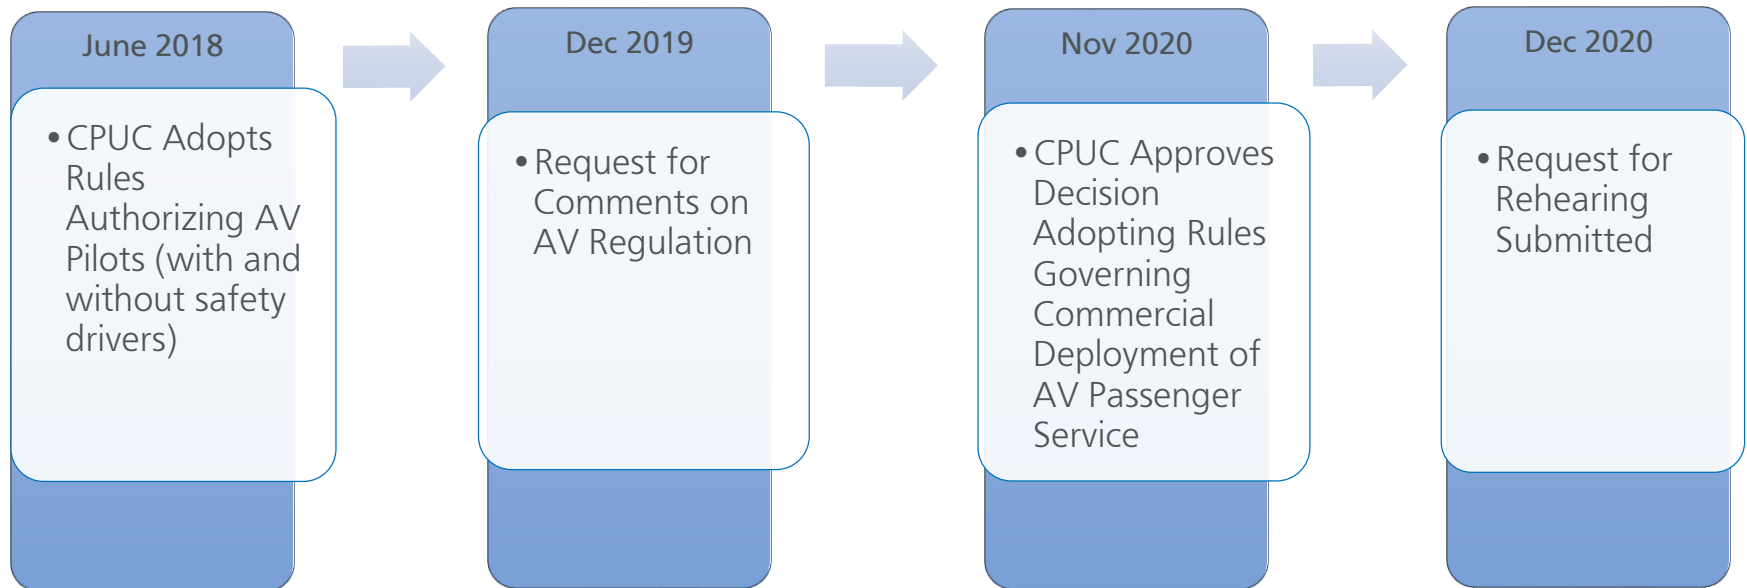 June 2018
• CPUC Adopts
Rules
Authorizing AV
Pilots (with and
without safety
drivers)
Dec 2019
• Request for
Comments on
AV Regulation
Nov 2020
• CPUC Approves
Decision
Adopting Rules
Governing
Commercial
Deployment of
AV Passenger
Service
Dec 2020
• Request for
Rehearing
Submitted